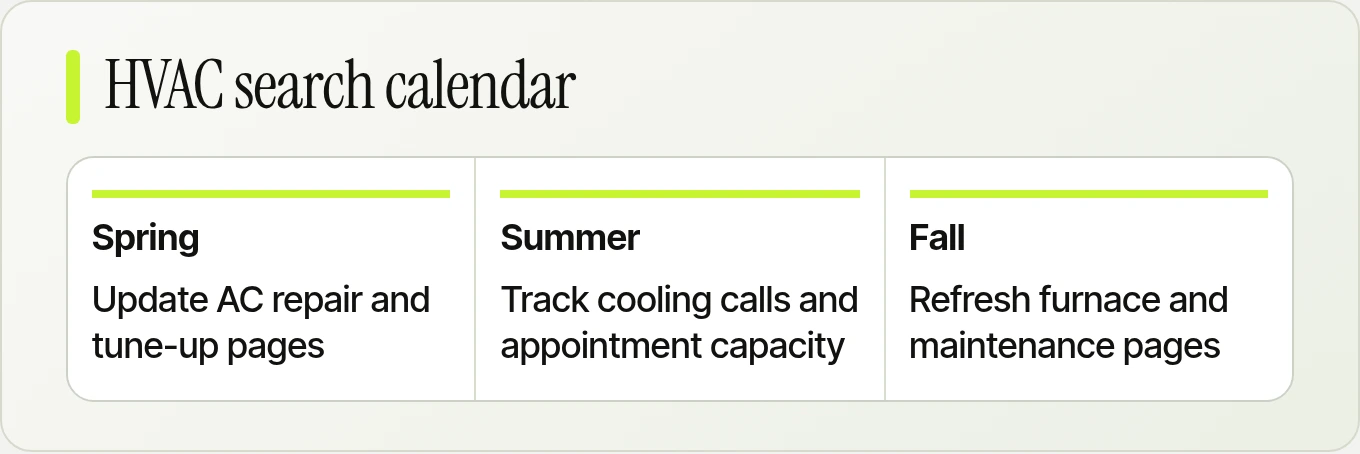 HVAC search calendar
Spring
Update AC repair and
tune-up pages
Summer
Track cooling calls and
appointment capacity
Fall
Refresh furnace and
maintenance pages